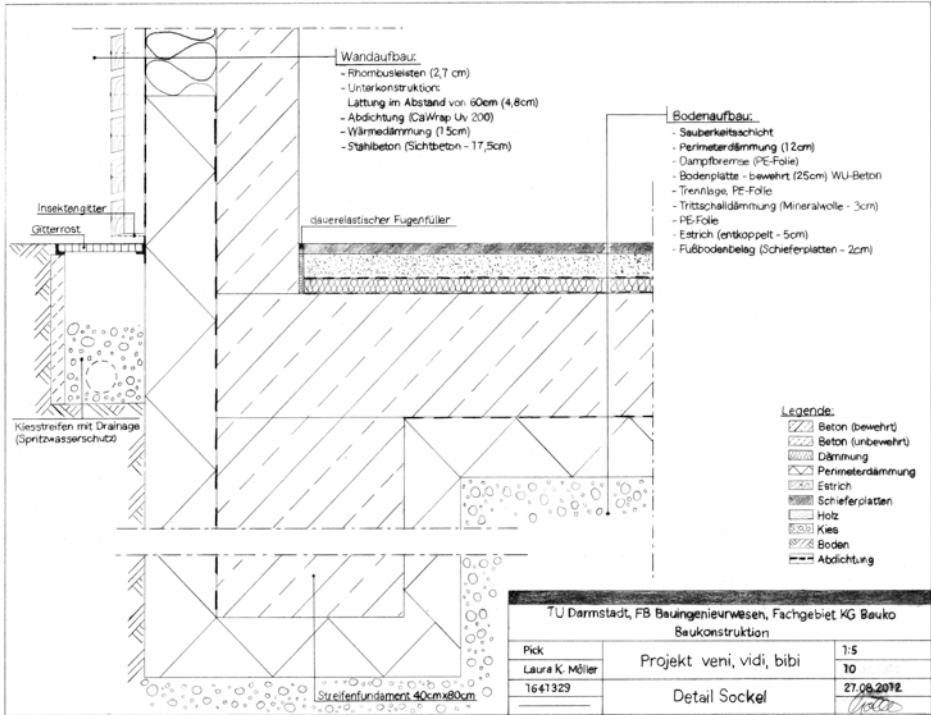 Wandaufbau:
- Rhombusleisten (2,7 cm)
- Unterkonstruktion:
Lattung im Abstand von 60cm (4,8cm)
- Abdichtung (CaWrap Uv 200)
- Wärmedämmung (15cm)
- Stahlbeton (Sichtbeton - 17,5cm)
Bodenaufbau:
- Sauberkeitsschicht
- Perimeterdämmung (12cm)
- Dampfbremse (PE-Folie)
- Bodenplatte - bewehrt (25cm) WU-Beton
- Trennlage, PE-Folie
- Trittschalldämmung (Mineralwolle - 3cm)
- PE-Folie
- Estrich (entkoppelt - 5cm)
- Fußbodenbelag (Schieferplatten - 2cm)
Insektengitter
Gitterrost
dauerelastischer Fugenfüller
Kiesstreifen mit Drainage
(Spritzwasserschutz)
Legende:
Beton (bewehrt)
Beton (unbewehrt)
Dämmung
Perimeterdämmung
Estrich
Schieferplatten
Holz
Kies
Boden
Abdichtung
Streifenfundament 40cmx80cm
TU Darmstadt, FB Bauingenieurwesen, Fachgebiet KG Bauko
Baukonstruktion
Pick
Laura K. Möller
1641329
Projekt veni, vidi, bibi
Detail Sockel
1:5
10
27.08.2012